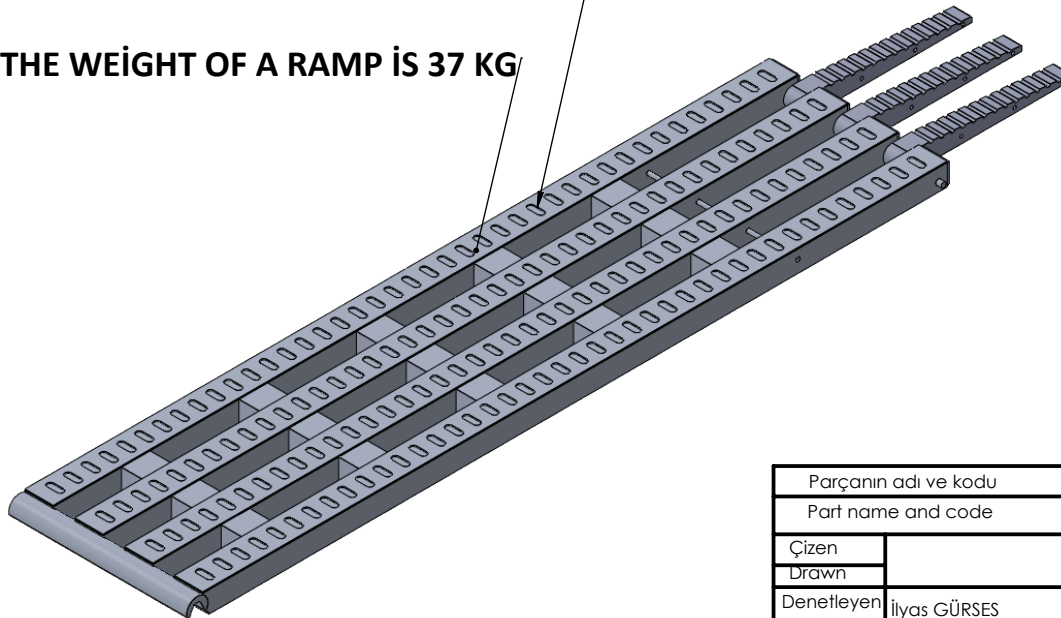 THE WEİGHT OF A RAMP İS 37 KG
Parçanın adı ve kodu
Part name and code
Çizen
Drawn
Denetleyen
İlyas GÜRSES